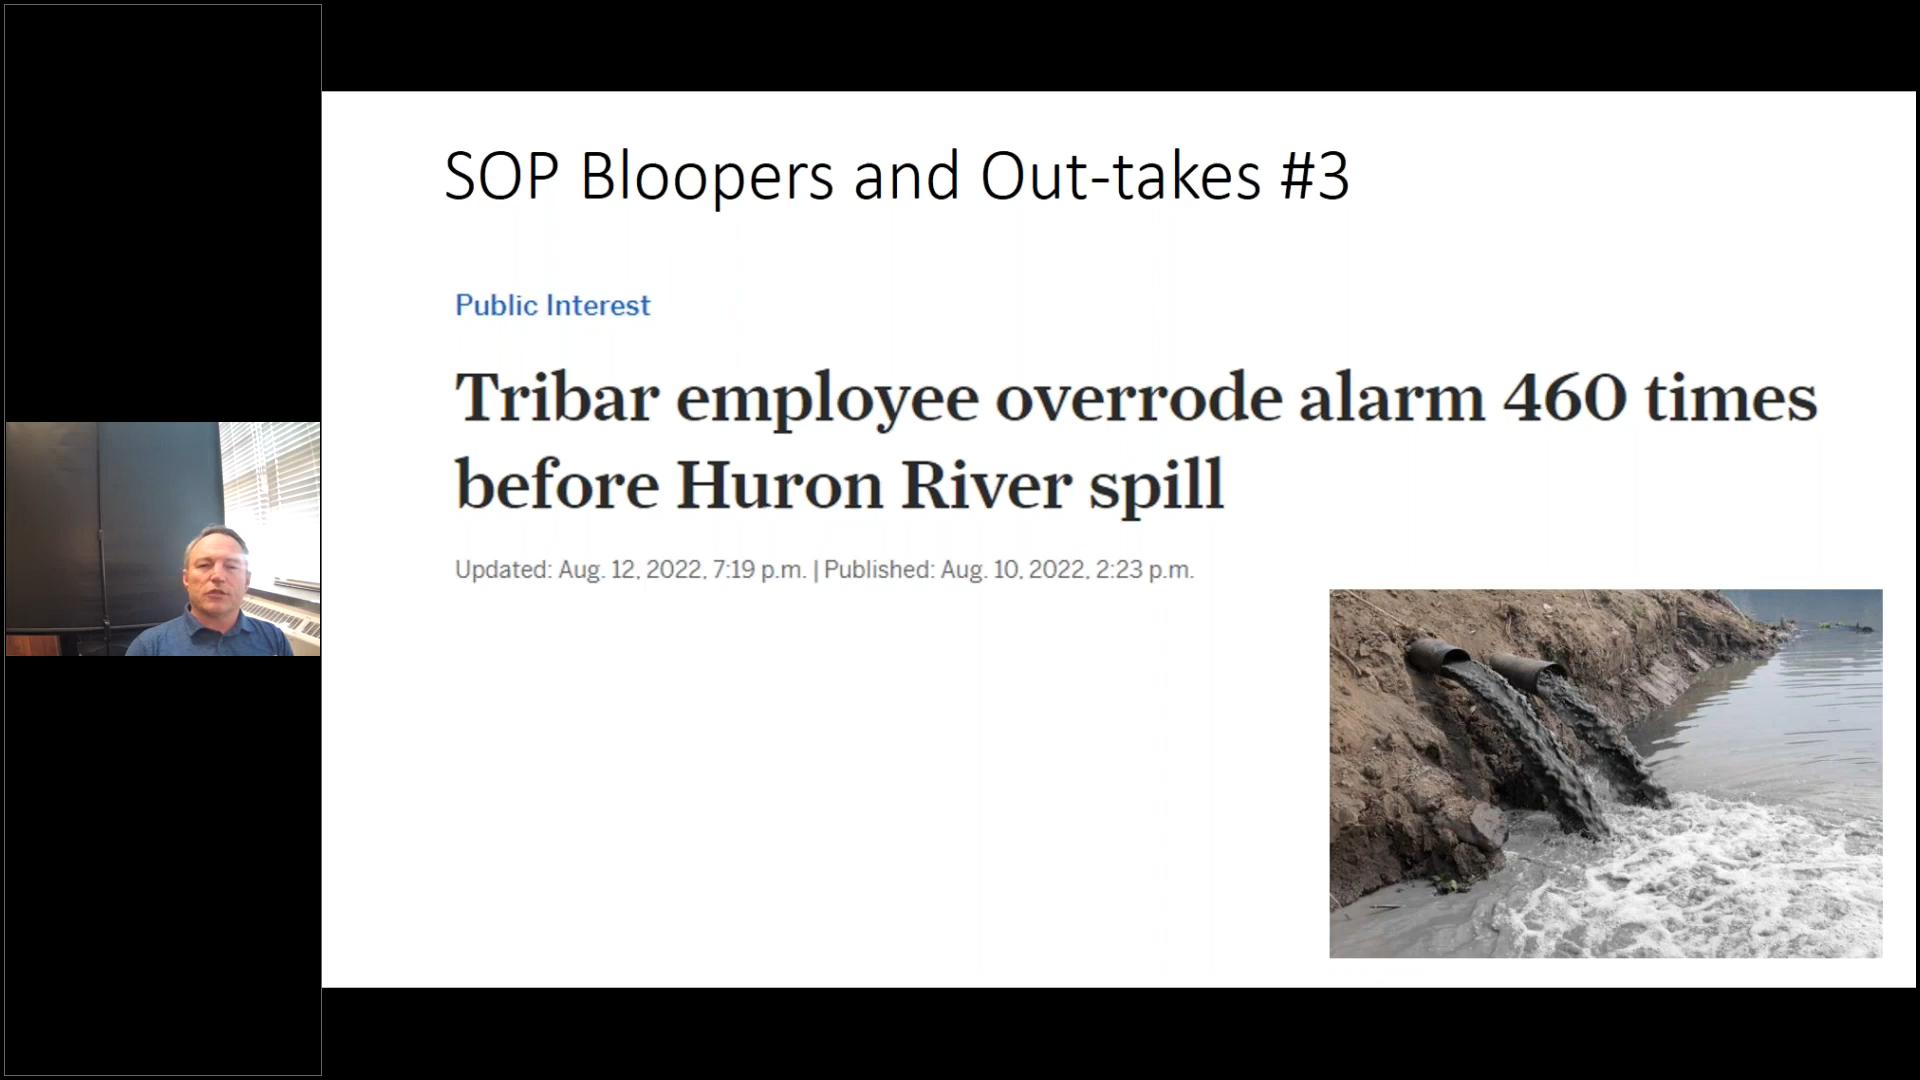 SOP Bloopers and Out-takes #3
Public Interest
Tribar employee overrode alarm 460 times
before Huron River spill
Updated: Aug. 12, 2022, 7:19 p.m. | Published: Aug. 10, 2022, 2:23 p.m.